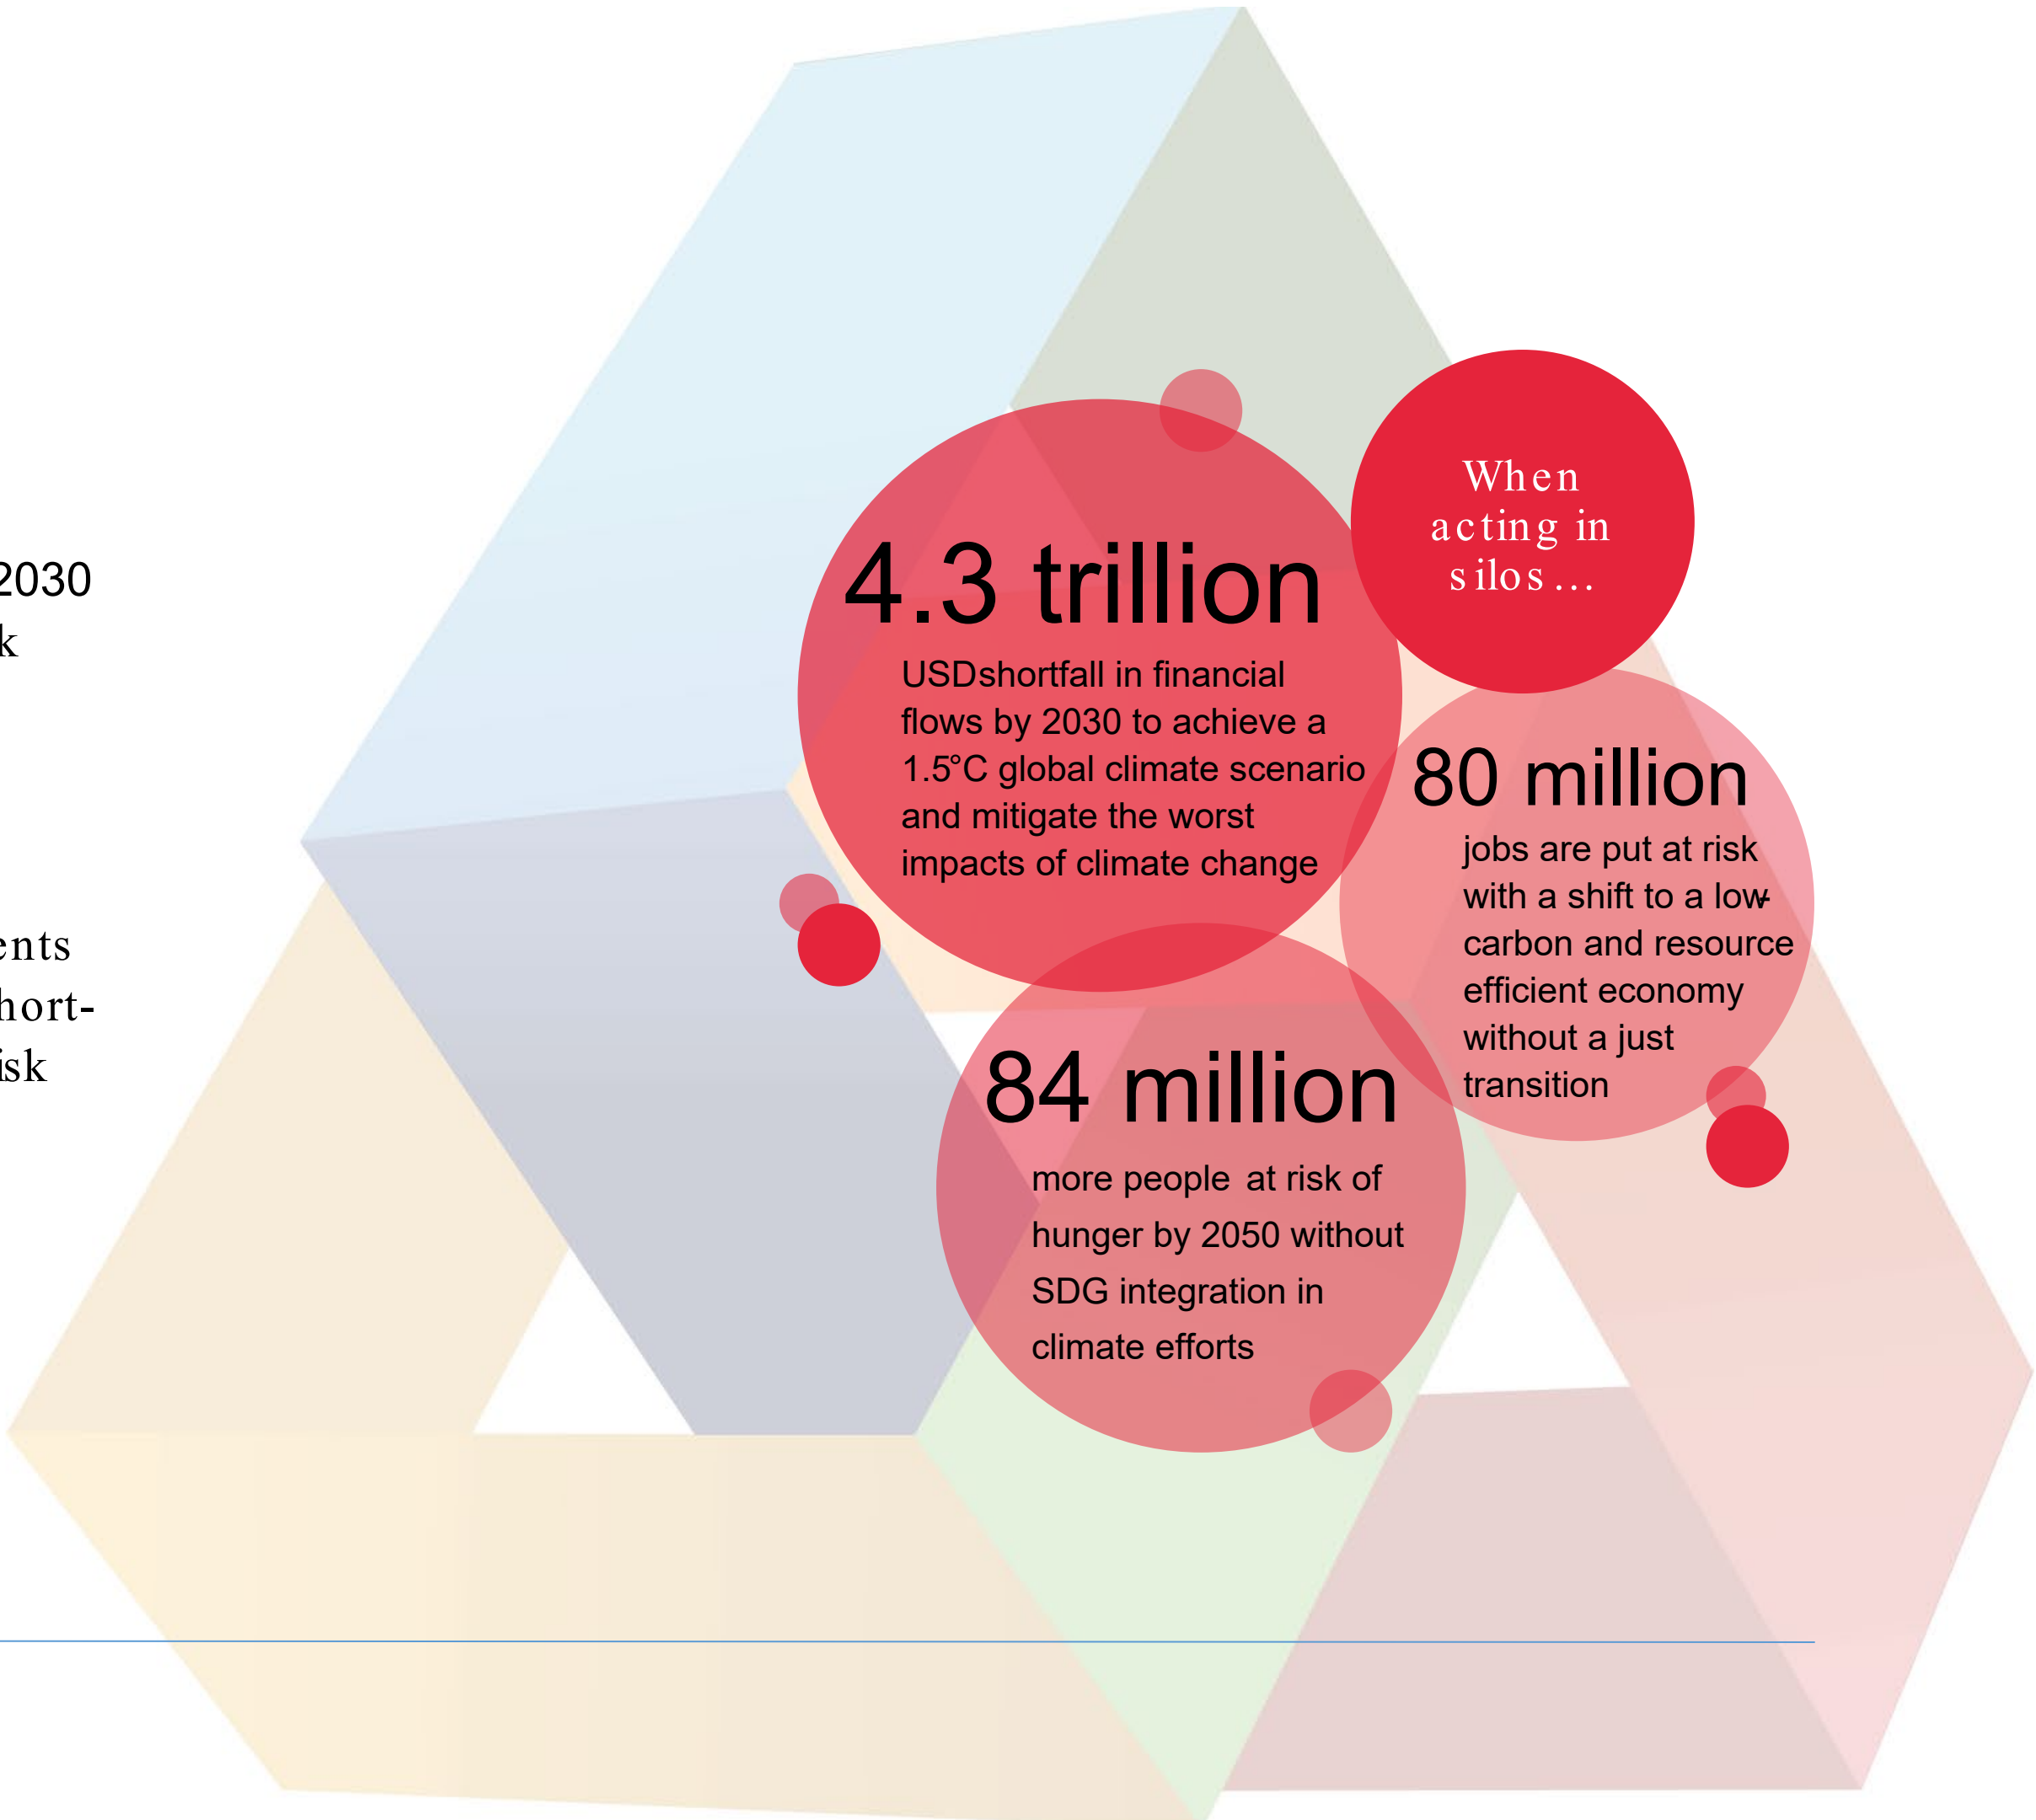 2030
k
ents
hort-
isk
When
acting in
silos…
4.3 trillion
USDshortfall in financial
flows by 2030 to achieve a
1.5°C global climate scenario
and mitigate the worst
impacts of climate change
80 million
jobs are put at risk
with a shift to a low-
carbon and resource
efficient economy
without a just
transition
84 million
more people at risk of
hunger by 2050 without
SDG integration in
climate efforts